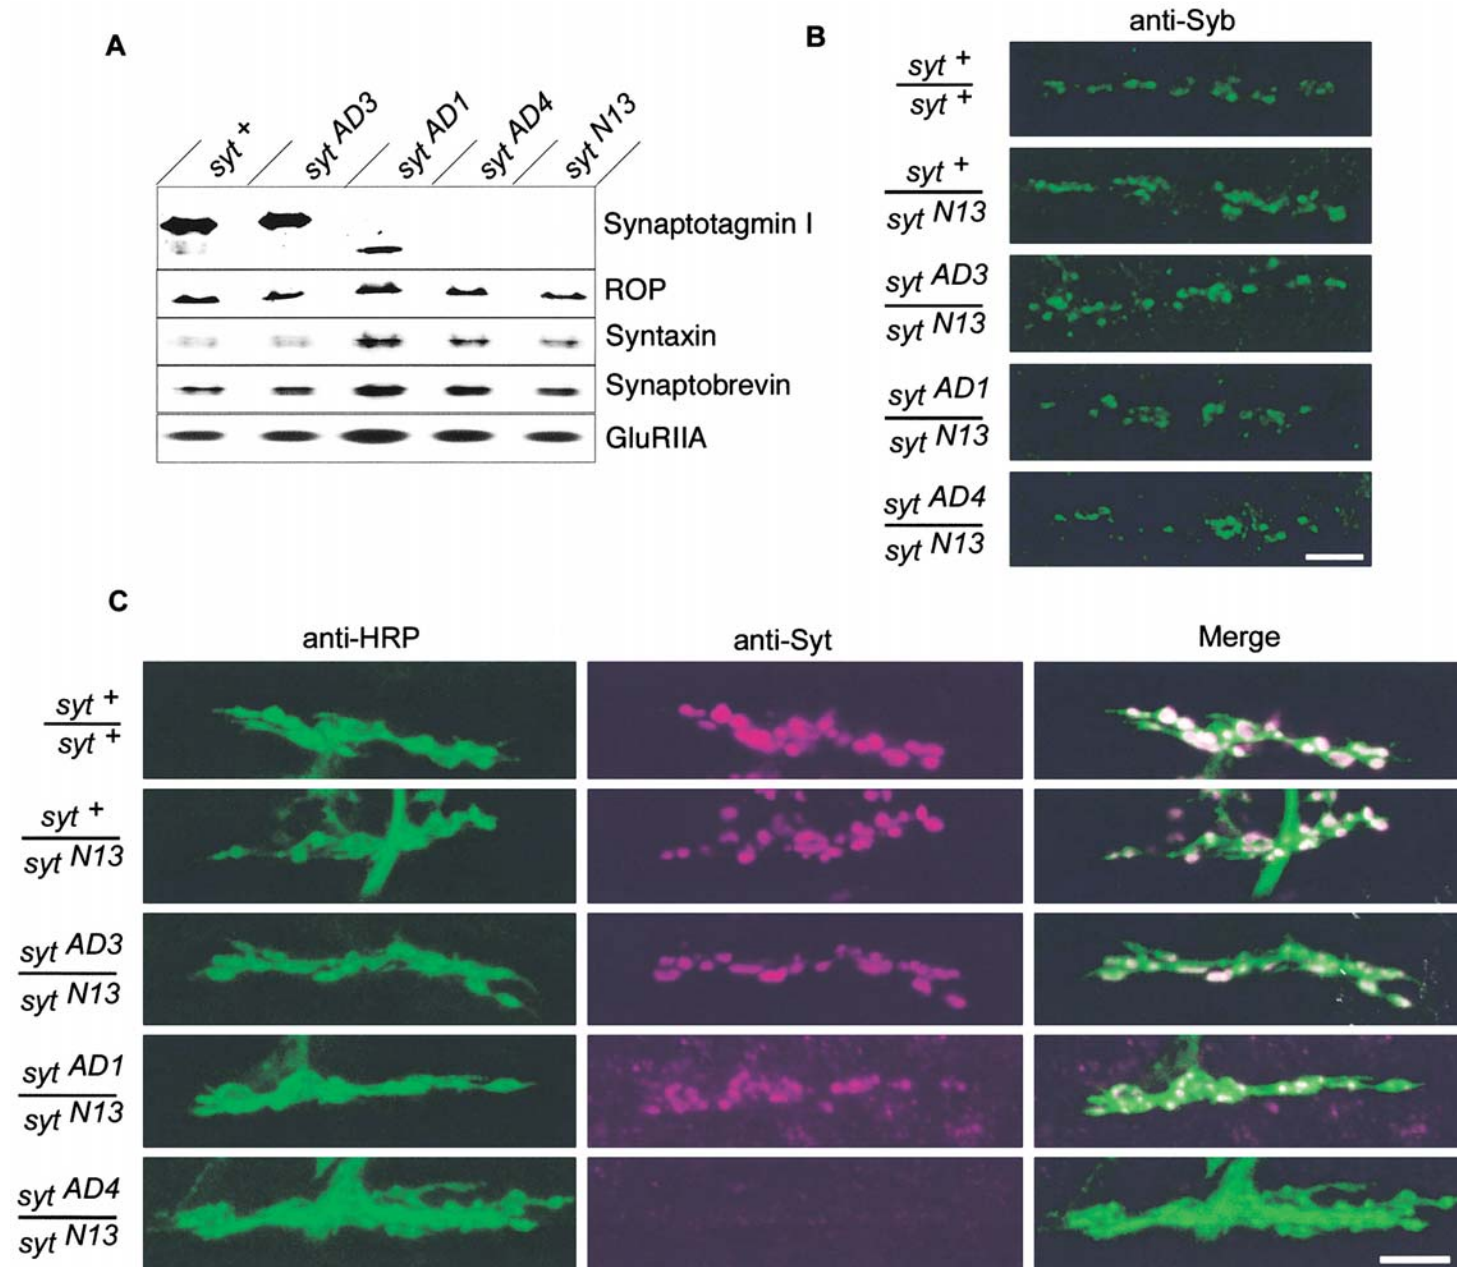 A
syt + syt AD3 syt AD1 syt AD4 syt N13
Synaptotagmin I
ROP
Syntaxin
Synaptobrevin
GluRIIA
B
anti-Syb
syt +
syt +
syt +
syt N13
syt AD3
syt N13
syt AD1
syt N13
syt AD4
syt N13
C
anti-HRP anti-Syt Merge
syt +
syt +
syt +
syt N13
syt AD3
syt N13
syt AD1
syt N13
syt AD4
syt N13